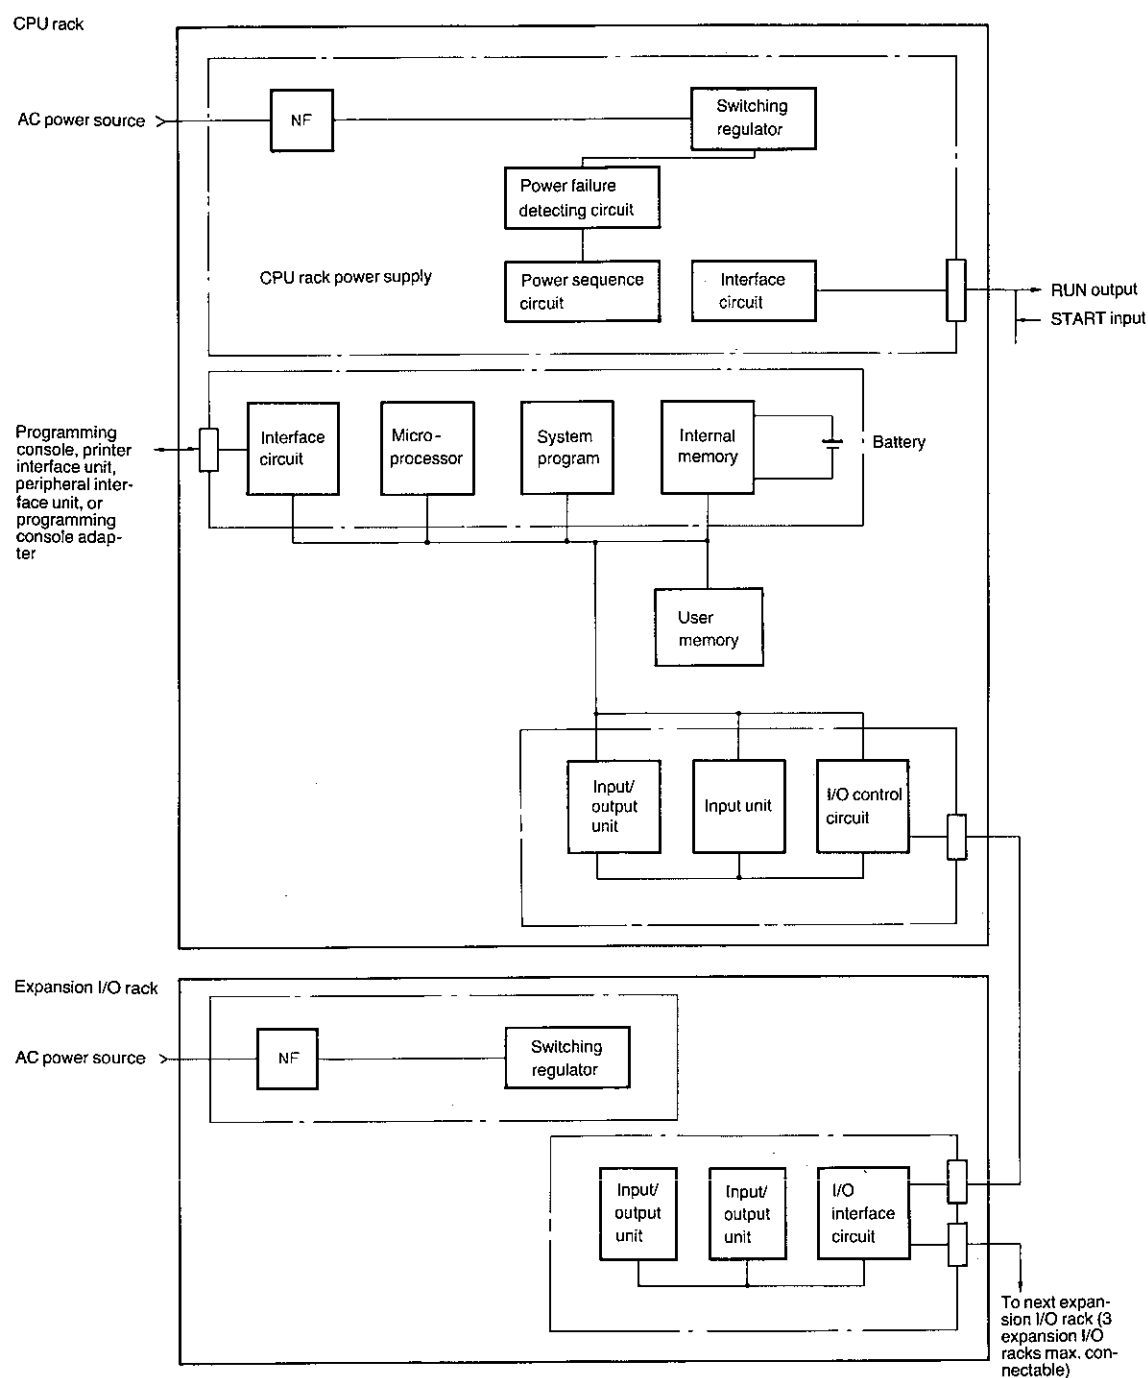 CPU rack
AC power source
NF
Switching
regulator
Power failure
detecting circuit
CPU rack power supply
Power sequence
circuit
Interface
circuit
RUN output
START input
Programming
console, printer
interface unit,
peripheral inter-
face unit, or
programming
console adap-
ter
Interface
circuit
Micro-
processor
System
program
Internal
memory
Battery
User
memory
Input/
output
unit
Input unit
I/O control
circuit
Expansion I/O rack
AC power source
NF
Switching
regulator
Input/
output
unit
Input/
output
unit
I/O
interface
circuit
To next expan-
sion I/O rack (3
expansion I/O
racks max. con-
nectable)